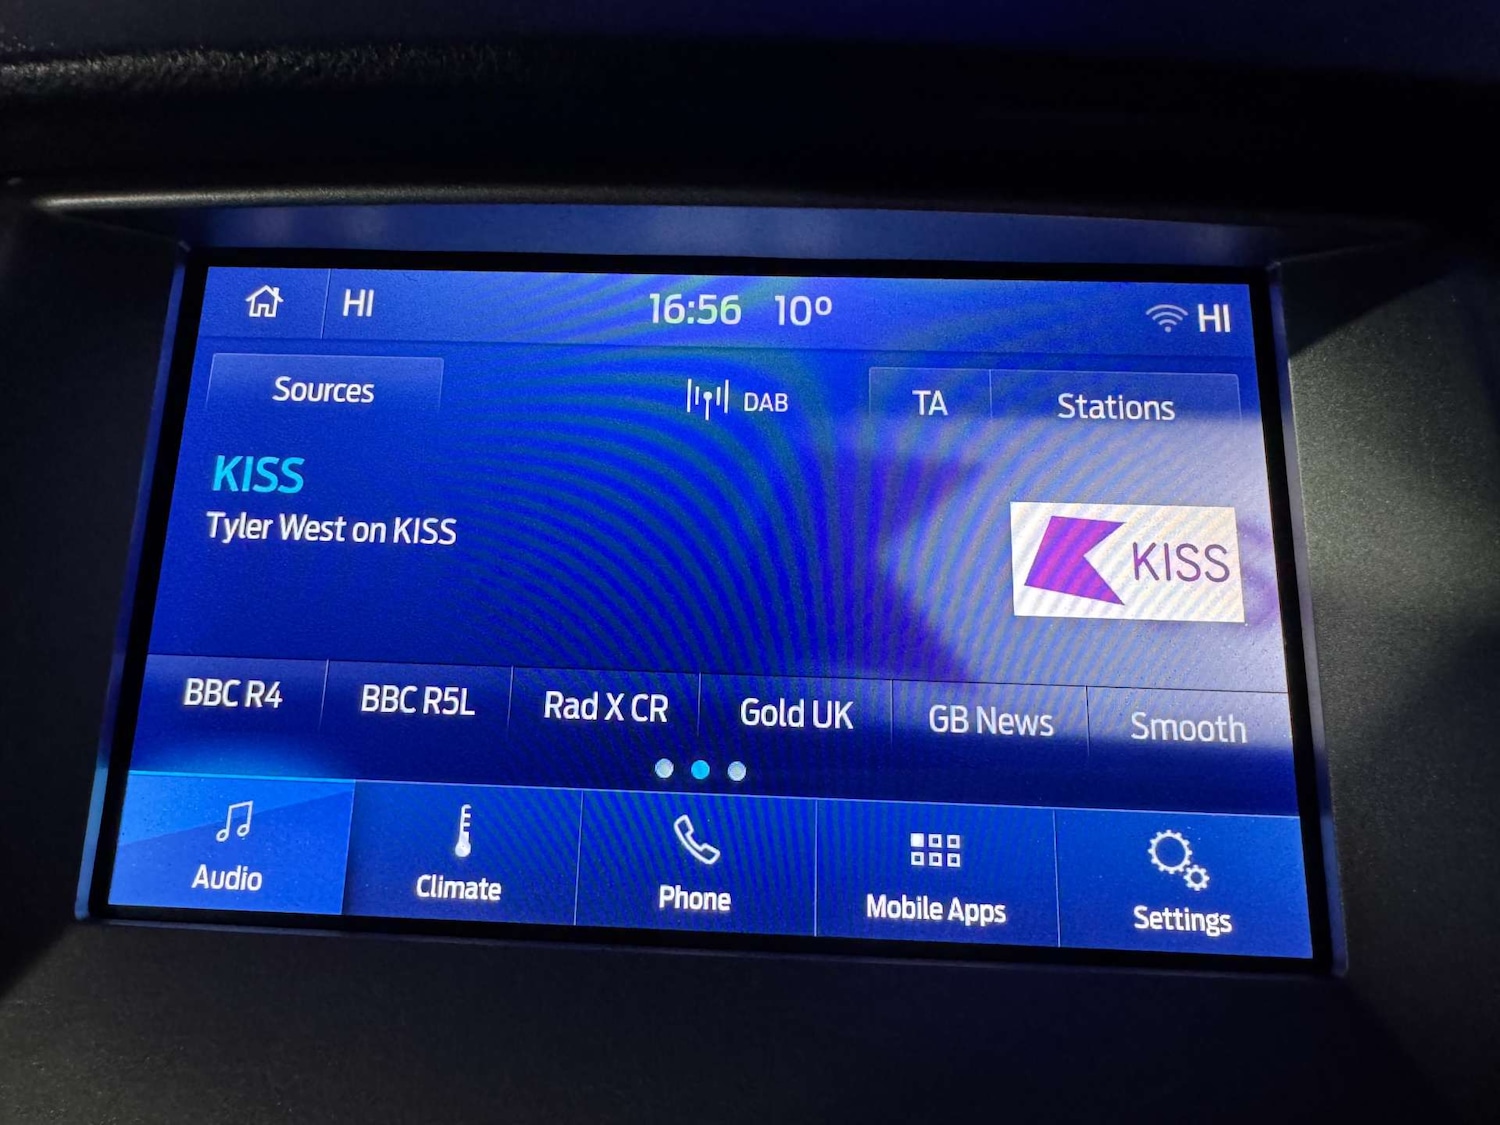 HI 16:56 10° HI
Sources DAB TA Stations
KISS
Tyler West on KISS
KISS
BBC R4 BBC R5L Rad X CR Gold UK GB News Smooth
Audio Climate Phone Mobile Apps Settings